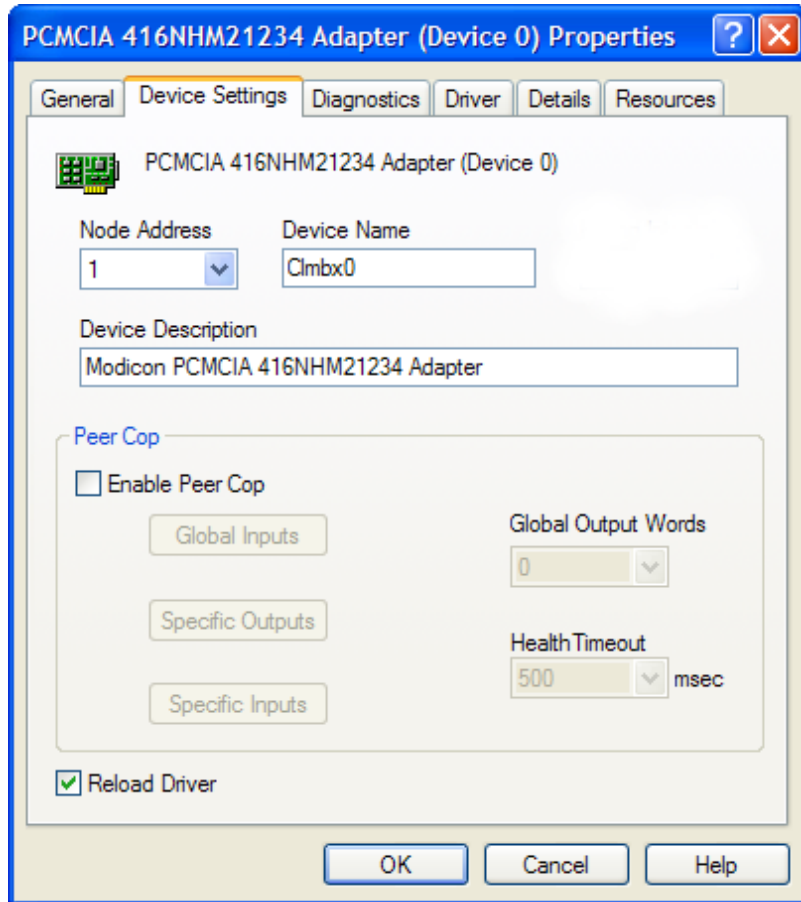 PCMCIA 416NHM21234 Adapter (Device 0) Properties
General Device Settings Diagnostics Driver Details Resources
PCMCIA 416NHM21234 Adapter (Device 0)
Node Address Device Name
1 Clmbx0
Device Description
Modicon PCMCIA 416NHM21234 Adapter
Peer Cop
Enable Peer Cop
Global Inputs
Global Output Words
0
Specific Outputs
HealthTimeout
500 msec
Specific Inputs
Reload Driver
OK Cancel Help